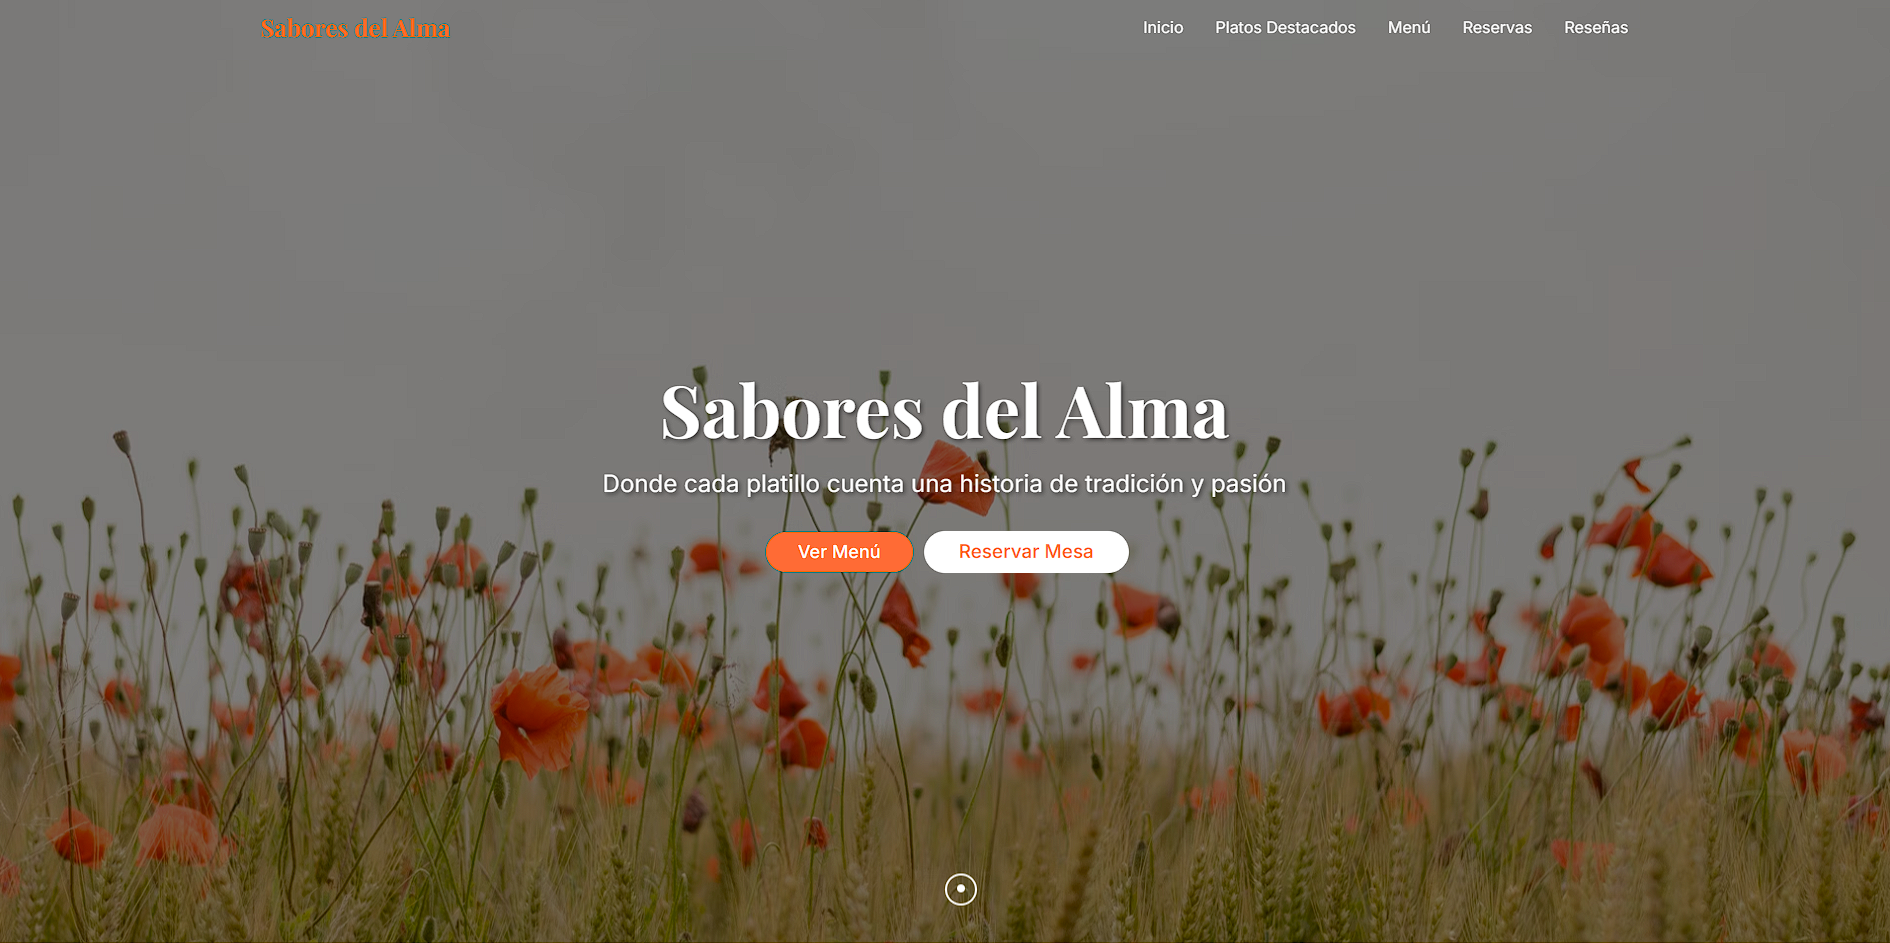 Sabores del Alma
Inicio Platos Destacados Menú Reservas Reseñas
Sabores del Alma
Donde cada platillo cuenta una historia de tradición y pasión
Ver Menú Reservar Mesa